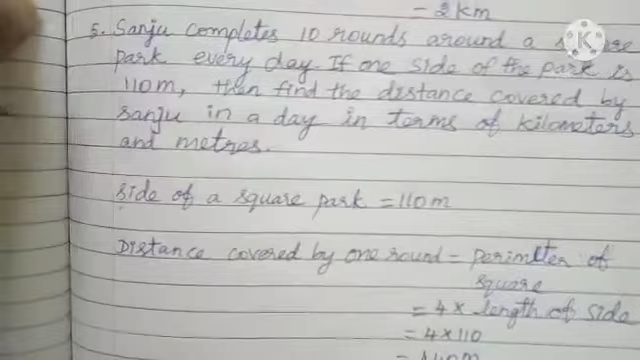 = 2 Km
5. Sanju completes 10 rounds around a
park every day. If one side of the park is
110m, then find the distance covered by
sanju in a day in terms of kilometers
and metres.
side of a square park = 110m
Distance covered by one round = perimeter of
square
= 4 x length of side
= 4 x 110